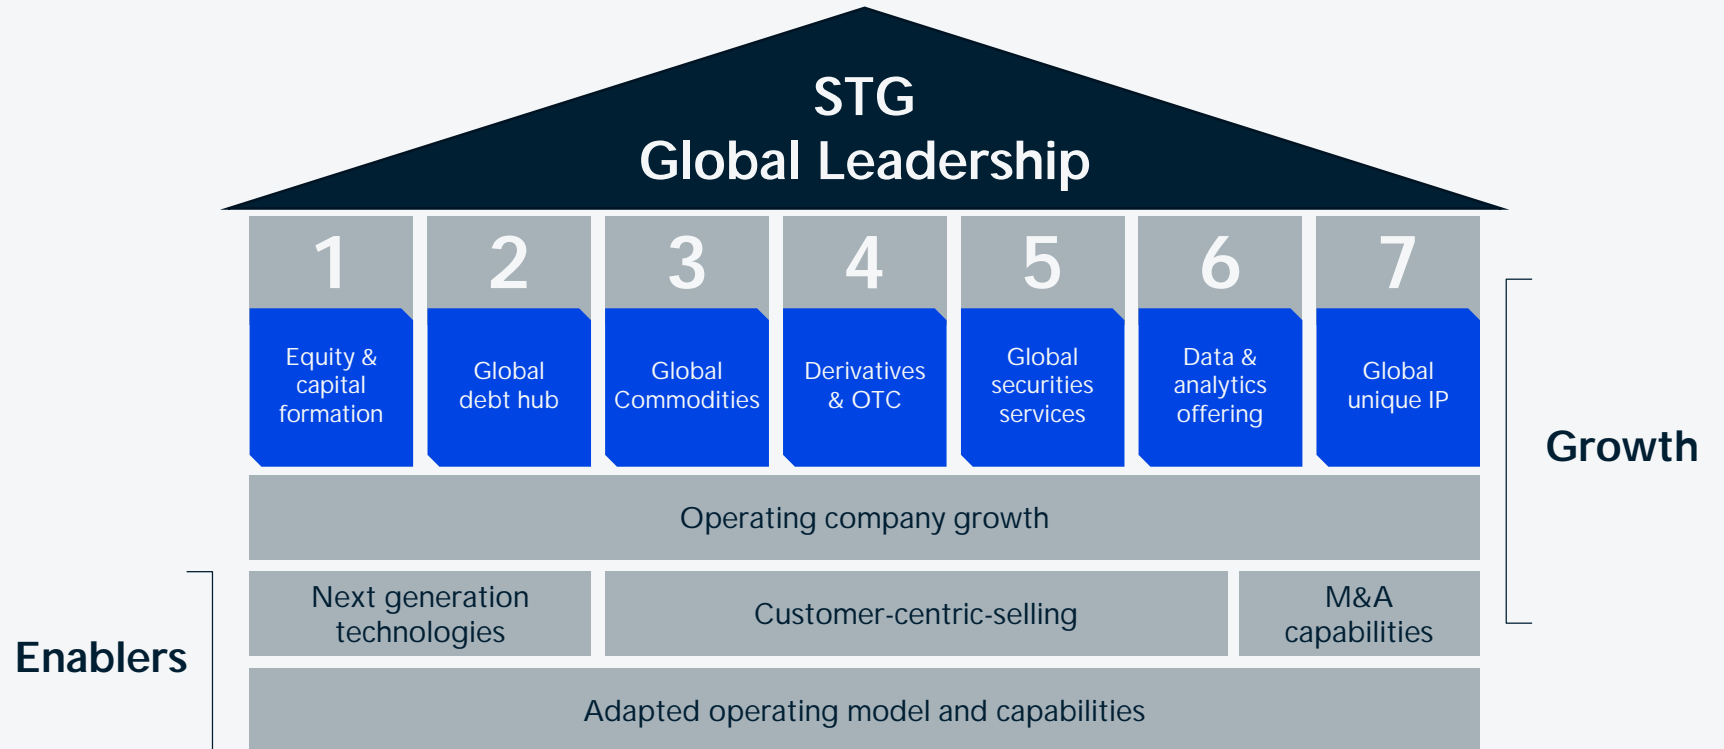 STG
Global Leadership
1
2
3
4
5
6
7
Equity &
capital
formation
Global
debt hub
Global
Commodities
Derivatives
& OTC
Global
securities
services
Data &
analytics
offering
Global
unique IP
Growth
Operating company growth
Enablers
Next generation
technologies
Customer-centric-selling
M&A
capabilities
Adapted operating model and capabilities